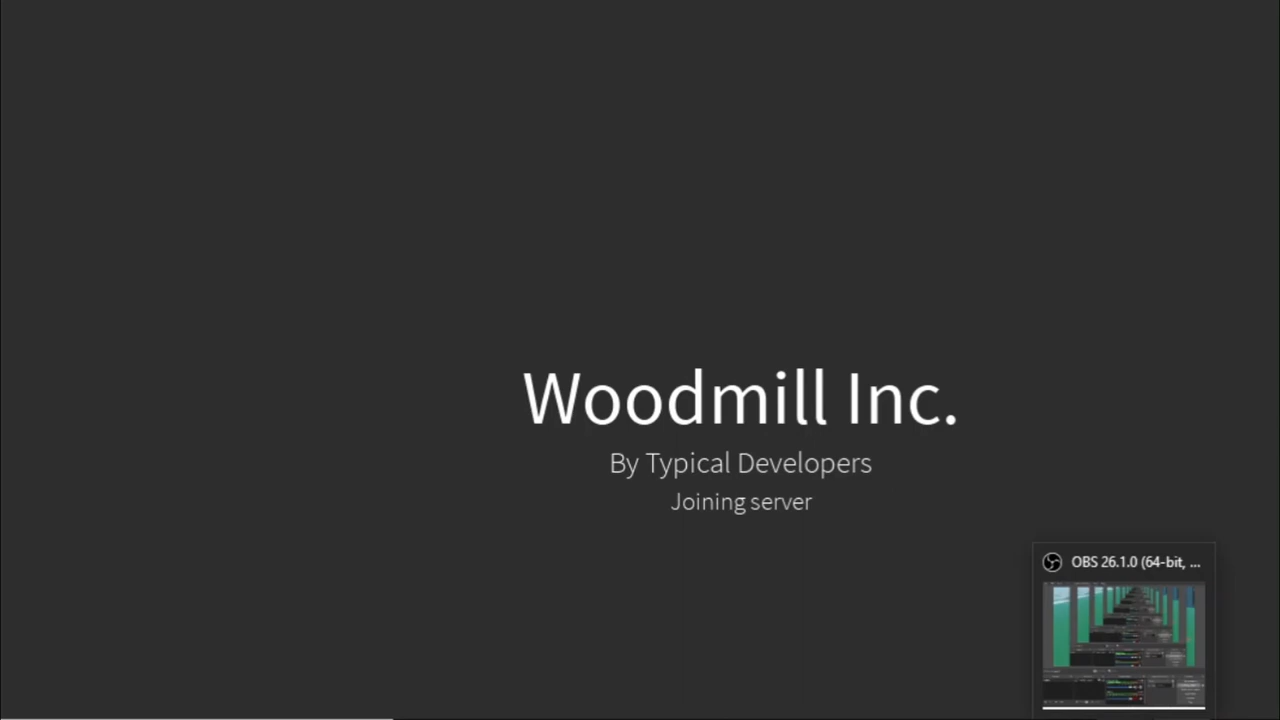 Woodmill Inc.
By Typical Developers
Joining server
OBS 26.1.0 (64-bit, ...